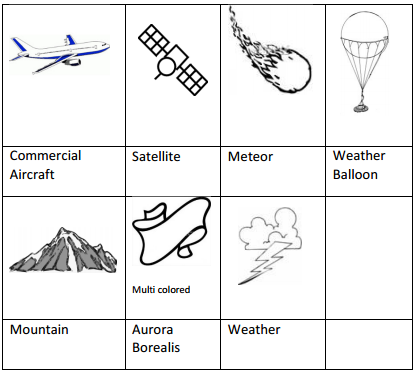 Commercial
Aircraft
Satellite
Meteor
Weather
Balloon
Multi colored
Mountain
Aurora
Borealis
Weather